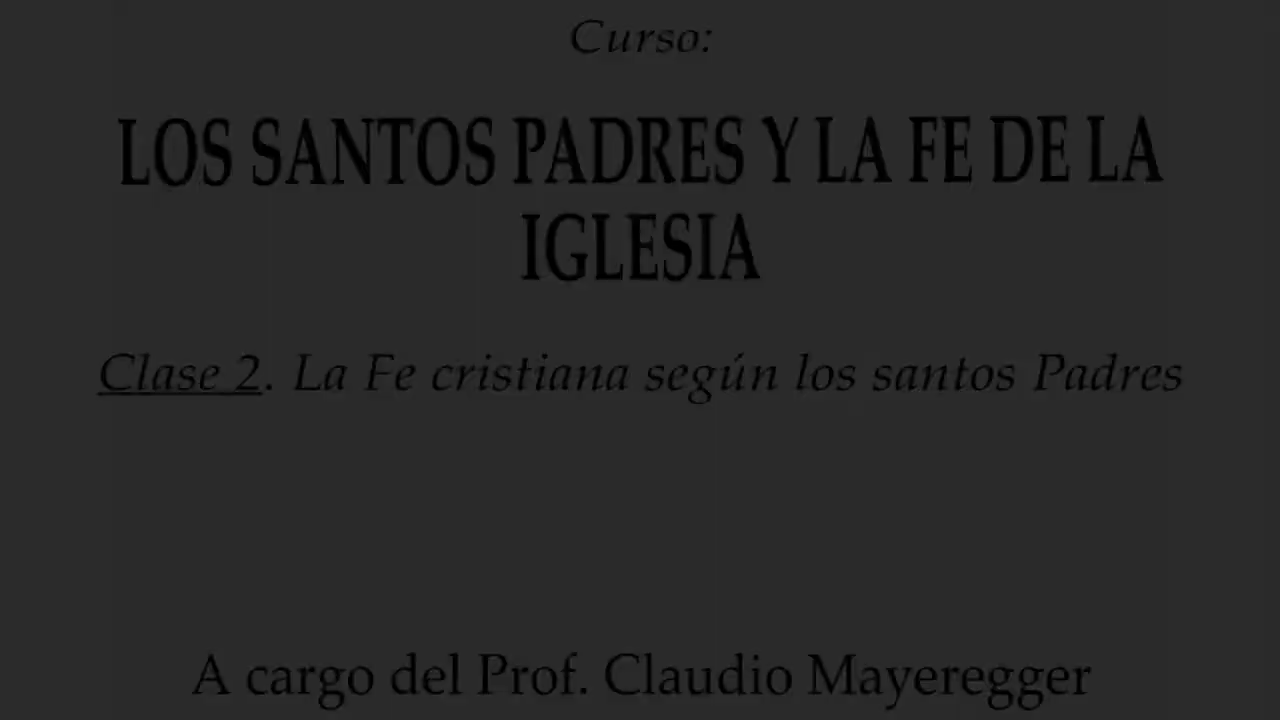 Curso:
LOS SANTOS PADRES Y LA FE DE LA
IGLESIA
Clase 2. La Fe cristiana según los santos Padres
A cargo del Prof. Claudio Mayeregger